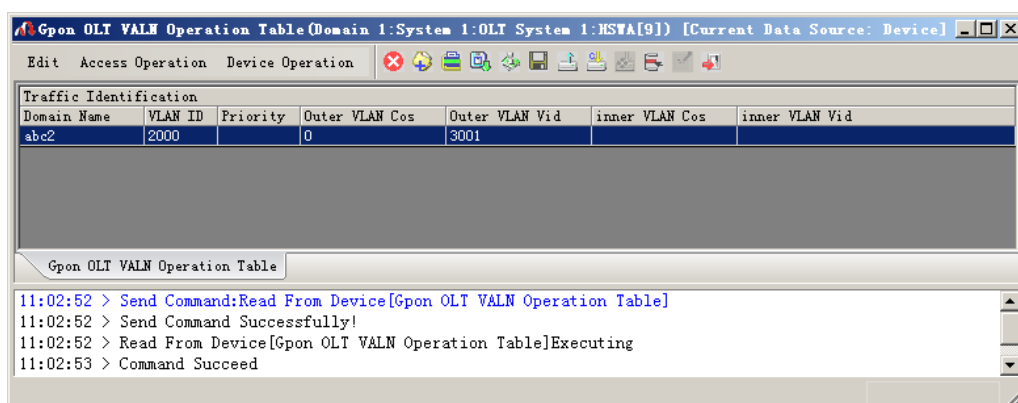 Gpon OLT VALN Operation Table(Domain 1:System 1:OLT System 1:HSWA[9]) [Current Data Source: Device]
Edit Access Operation Device Operation
Traffic Identification
Domain Name VLAN ID Priority Outer VLAN Cos Outer VLAN Vid inner VLAN Cos inner VLAN Vid
abc2 2000 0 3001
Gpon OLT VALN Operation Table
11:02:52 > Send Command:Read From Device[Gpon OLT VALN Operation Table]
11:02:52 > Send Command Successfully!
11:02:52 > Read From Device[Gpon OLT VALN Operation Table]Executing
11:02:53 > Command Succeed